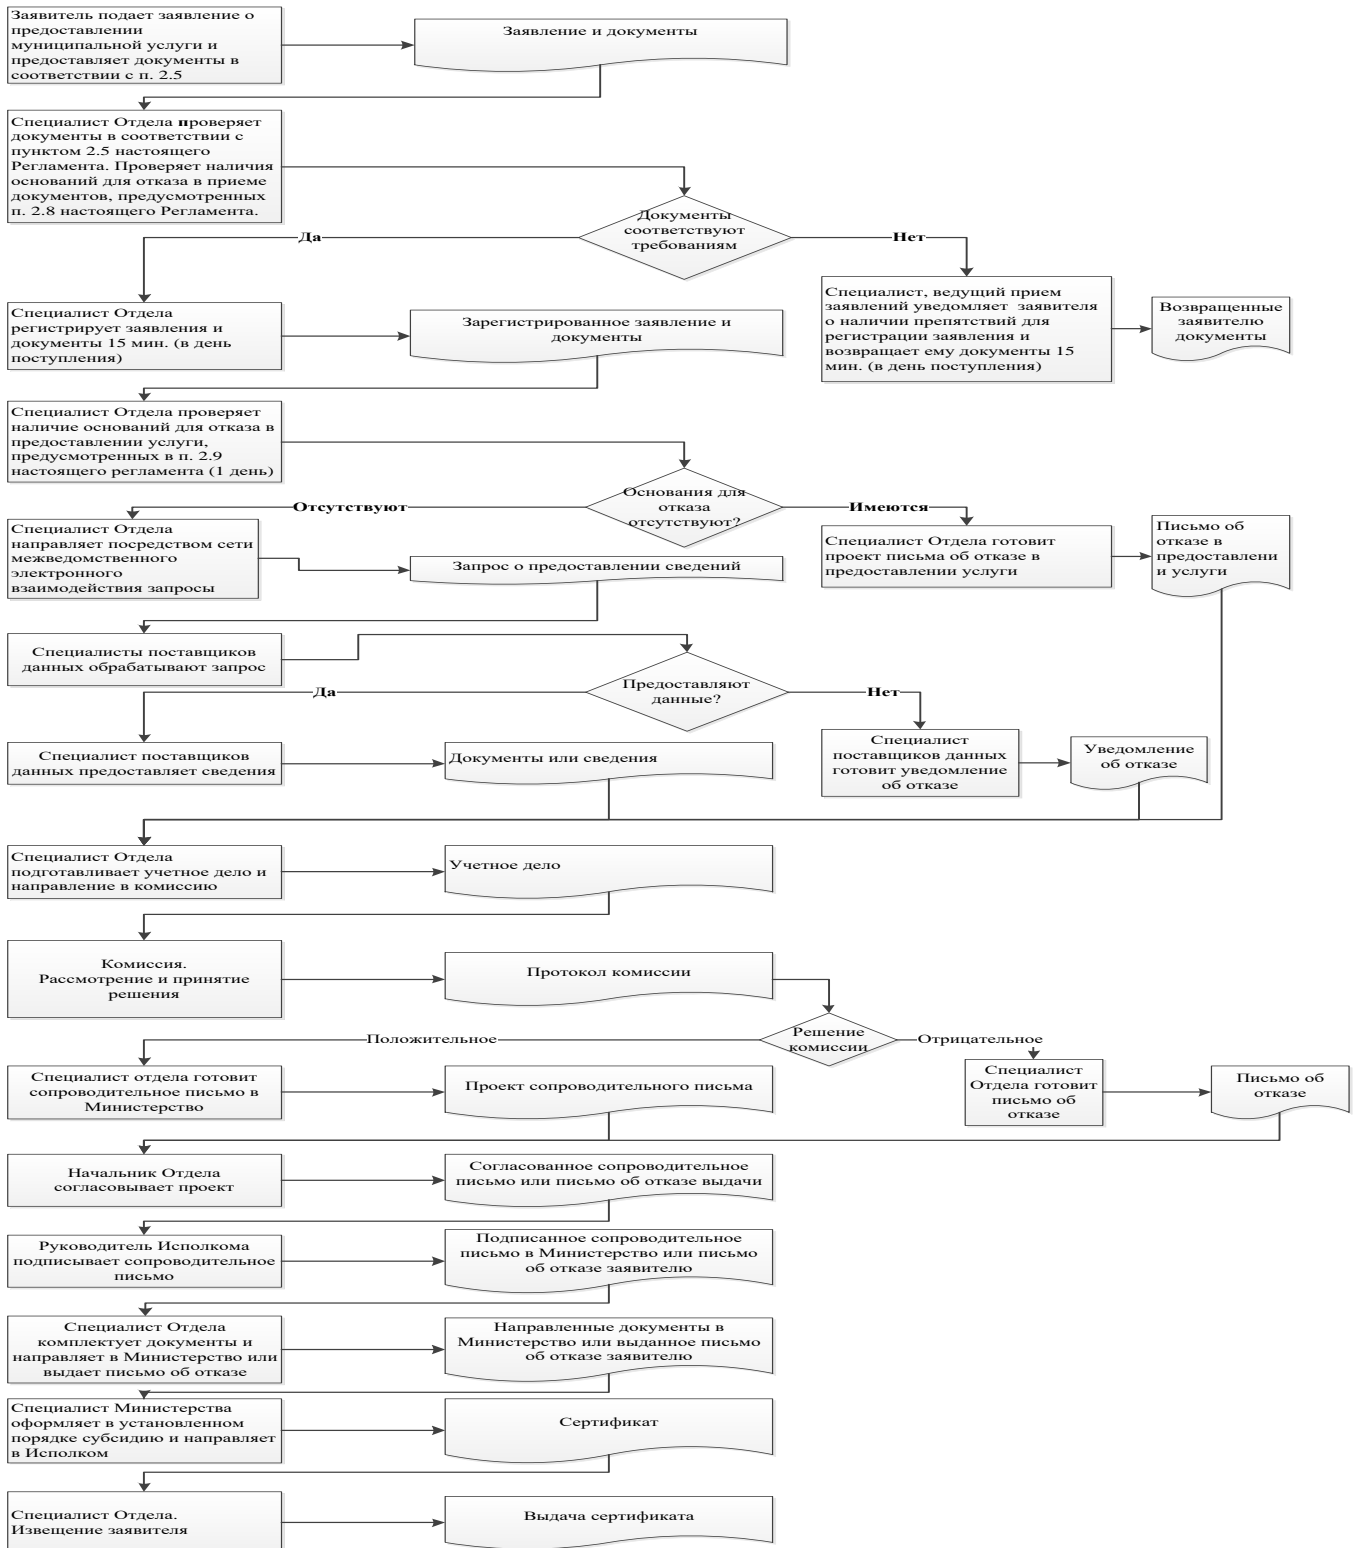 Заявитель подает заявление о
предоставлении
муниципальной услуги и
предоставляет документы в
соответствии с п. 2.5
Заявление и документы
Специалист Отдела проверяет
документы в соответствии с
пунктом 2.5 настоящего
Регламента. Проверяет наличия
оснований для отказа в приеме
документов, предусмотренных
п. 2.8 настоящего Регламента.
Документы
соответствуют
требованиям
Да
Нет
Специалист Отдела
регистрирует заявления и
документы 15 мин. (в день
поступления)
Зарегистрированное заявление и
документы
Специалист, ведущий прием
заявлений уведомляет заявителя
о наличии препятствий для
регистрации заявления и
возвращает ему документы 15
мин. (в день поступления)
Возвращенные
заявителю
документы
Специалист Отдела проверяет
наличие оснований для отказа в
предоставлении услуги,
предусмотренных в п. 2.9
настоящего регламента (1 день)
Основания для
отказа
отсутствуют?
Отсутствуют
Имеются
Специалист Отдела
направляет посредством сети
межведомственного
электронного
взаимодействия запросы
Запрос о предоставлении сведений
Специалист Отдела готовит
проект письма об отказе в
предоставлении услуги
Письмо об
отказе в
предоставлени
и услуги
Специалисты поставщиков
данных обрабатывают запрос
Предоставляют
данные?
Да
Нет
Специалист поставщиков
данных предоставляет сведения
Документы или сведения
Специалист
поставщиков данных
готовит уведомление
об отказе
Уведомление
об отказе
Специалист Отдела
подготавливает учетное дело и
направление в комиссию
Учетное дело
Комиссия.
Рассмотрение и принятие
решения
Протокол комиссии
Решение
комиссии
Положительное
Отрицательное
Специалист отдела готовит
сопроводительное письмо в
Министерство
Проект сопроводительного письма
Специалист
Отдела готовит
письмо об
отказе
Письмо об
отказе
Начальник Отдела
согласовывает проект
Согласованное сопроводительное
письмо или письмо об отказе выдачи
Руководитель Исполкома
подписывает сопроводительное
письмо
Подписанное сопроводительное
письмо в Министерство или письмо
об отказе заявителю
Специалист Отдела
комплектует документы и
направляет в Министерство или
выдает письмо об отказе
Направленные документы в
Министерство или выданное письмо
об отказе заявителю
Специалист Министерства
оформляет в установленном
порядке субсидию и направляет
в Исполком
Сертификат
Специалист Отдела.
Извещение заявителя
Выдача сертификата